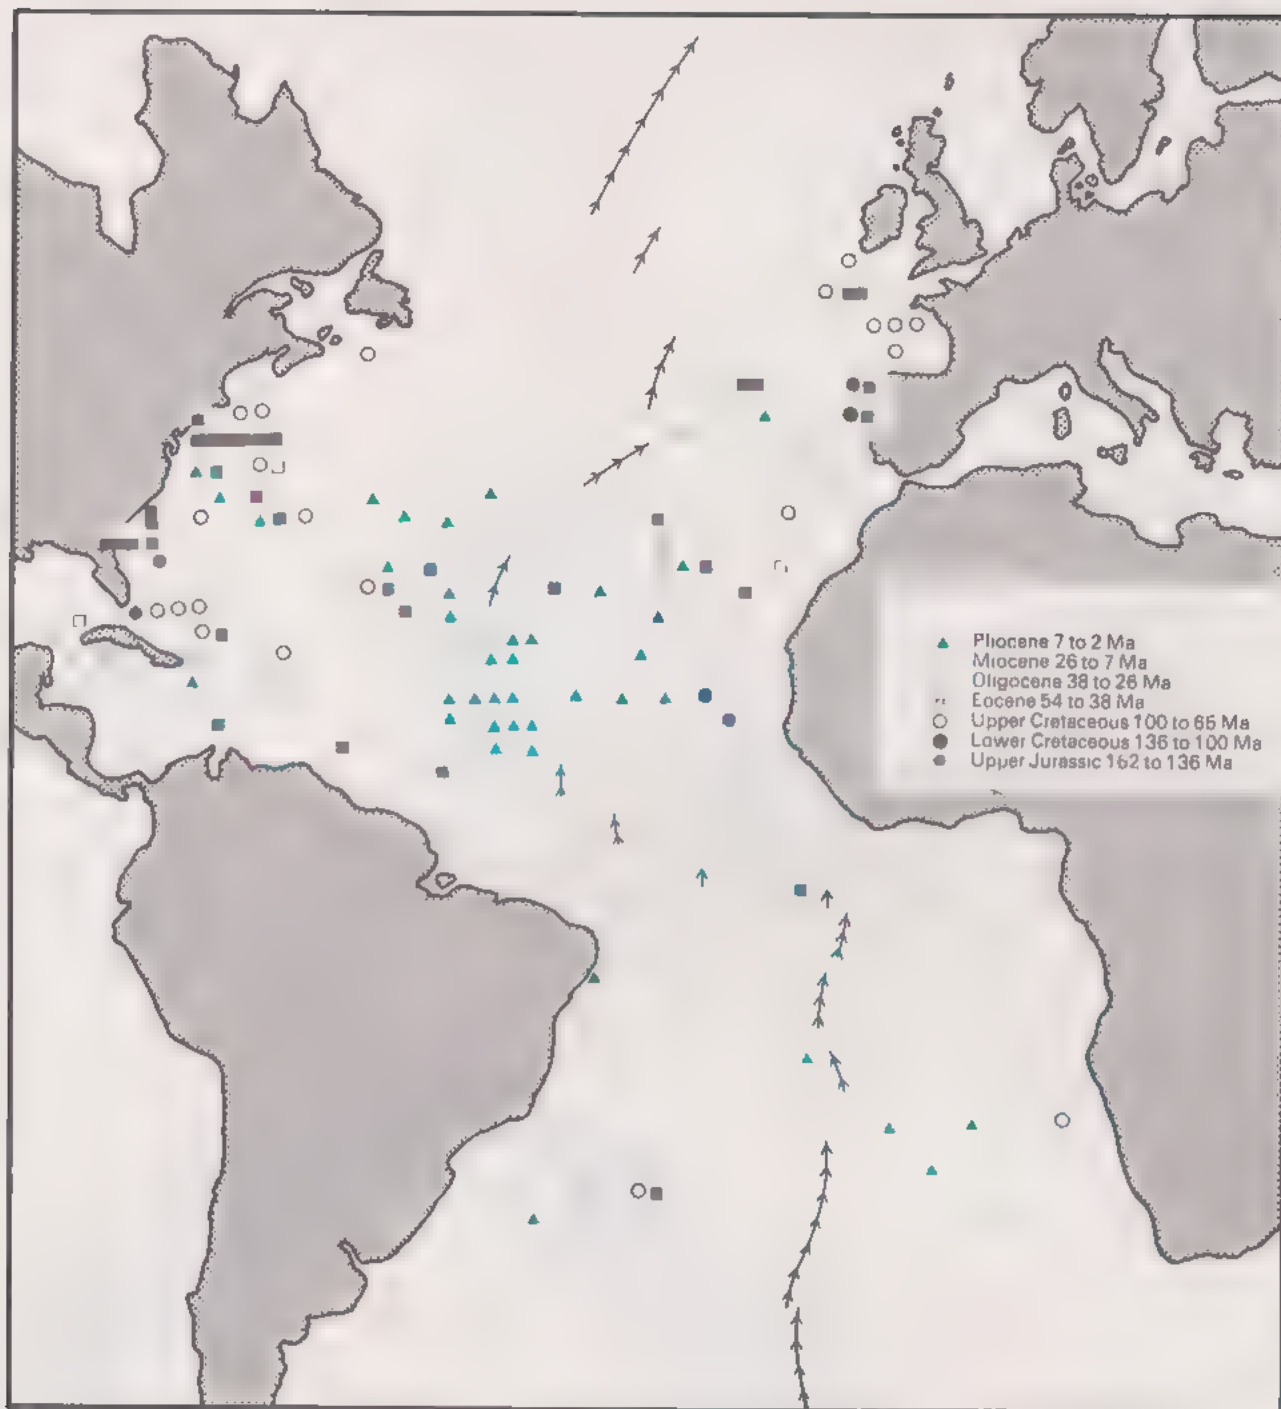 Pliocene 7 to 2 Ma
Miocene 26 to 7 Ma
Oligocene 38 to 26 Ma
Eocene 54 to 38 Ma
Upper Cretaceous 100 to 65 Ma
Lower Cretaceous 136 to 100 Ma
Upper Jurassic 162 to 136 Ma